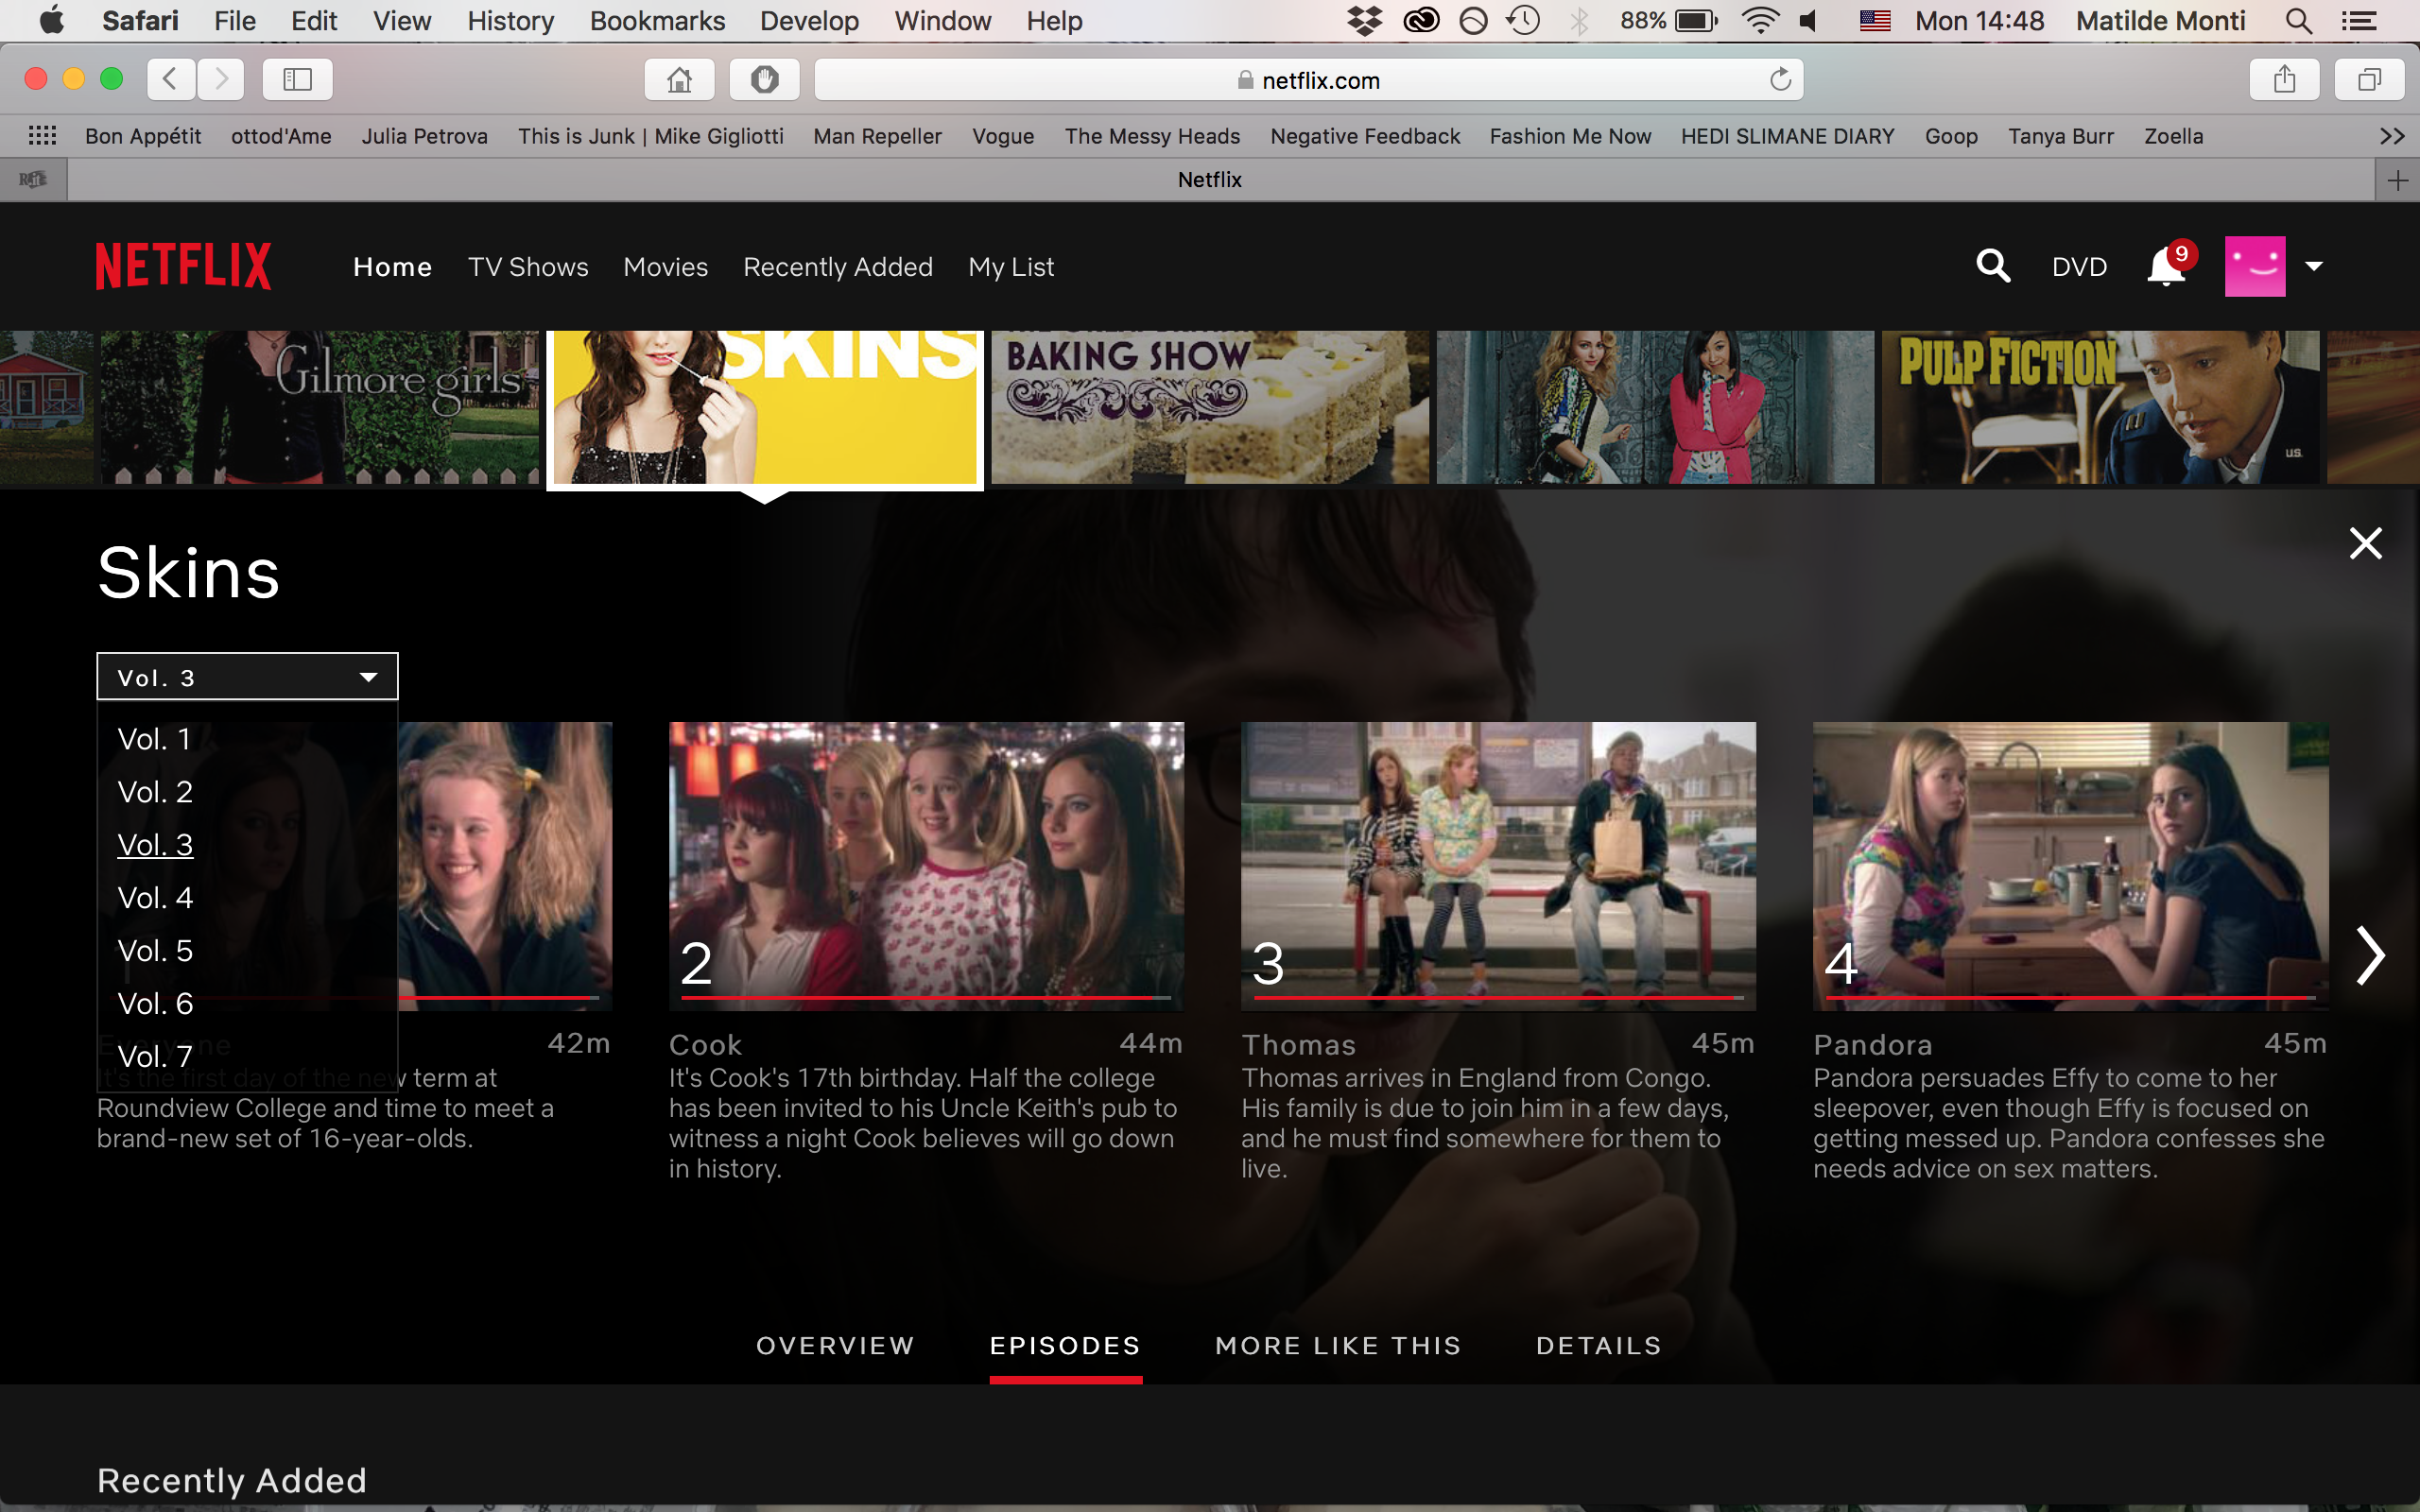 Safari File Edit View History Bookmarks Develop Window Help 88% Mon 14:48 Matilde Monti
netflix.com
Bon Appétit ottod'Ame Julia Petrova This is Junk | Mike Gigliotti Man Repeller Vogue The Messy Heads Negative Feedback Fashion Me Now HEDI SLIMANE DIARY Goop Tanya Burr Zoella
Netflix
NETFLIX Home TV Shows Movies Recently Added My List DVD 9
Gilmore girls
SKINS
BAKING SHOW
PULP FICTION
U.S.
Skins
Vol. 3
Vol. 1
Vol. 2
Vol. 3
Vol. 4
Vol. 5
Vol. 6
Vol. 7
1
Everyone 42m
It's the first day of the new term at
Roundview College and time to meet a
brand-new set of 16-year-olds.
2
Cook 44m
It's Cook's 17th birthday. Half the college
has been invited to his Uncle Keith's pub to
witness a night Cook believes will go down
in history.
3
Thomas 45m
Thomas arrives in England from Congo.
His family is due to join him in a few days,
and he must find somewhere for them to
live.
4
Pandora 45m
Pandora persuades Effy to come to her
sleepover, even though Effy is focused on
getting messed up. Pandora confesses she
needs advice on sex matters.
OVERVIEW EPISODES MORE LIKE THIS DETAILS
Recently Added